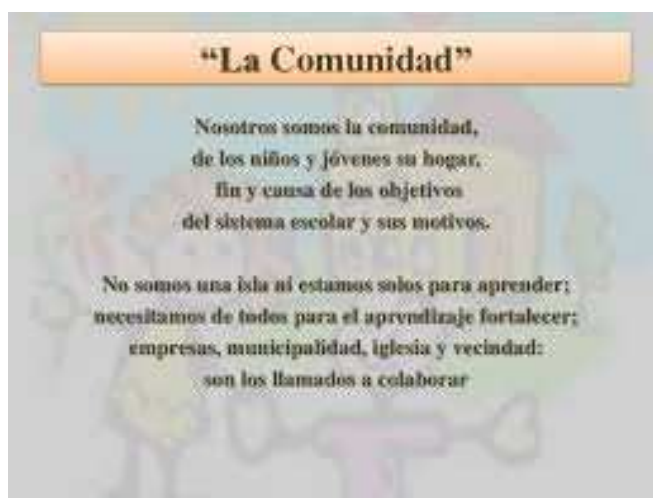 “La Comunidad”
Nosotros somos la comunidad,
de los niños y jóvenes su hogar,
fin y causa de los objetivos
del sistema escolar y sus motivos.
No somos una isla ni estamos solos para aprender;
necesitamos de todos para el aprendizaje fortalecer;
empresas, municipalidad, iglesia y vecindad:
son los llamados a colaborar